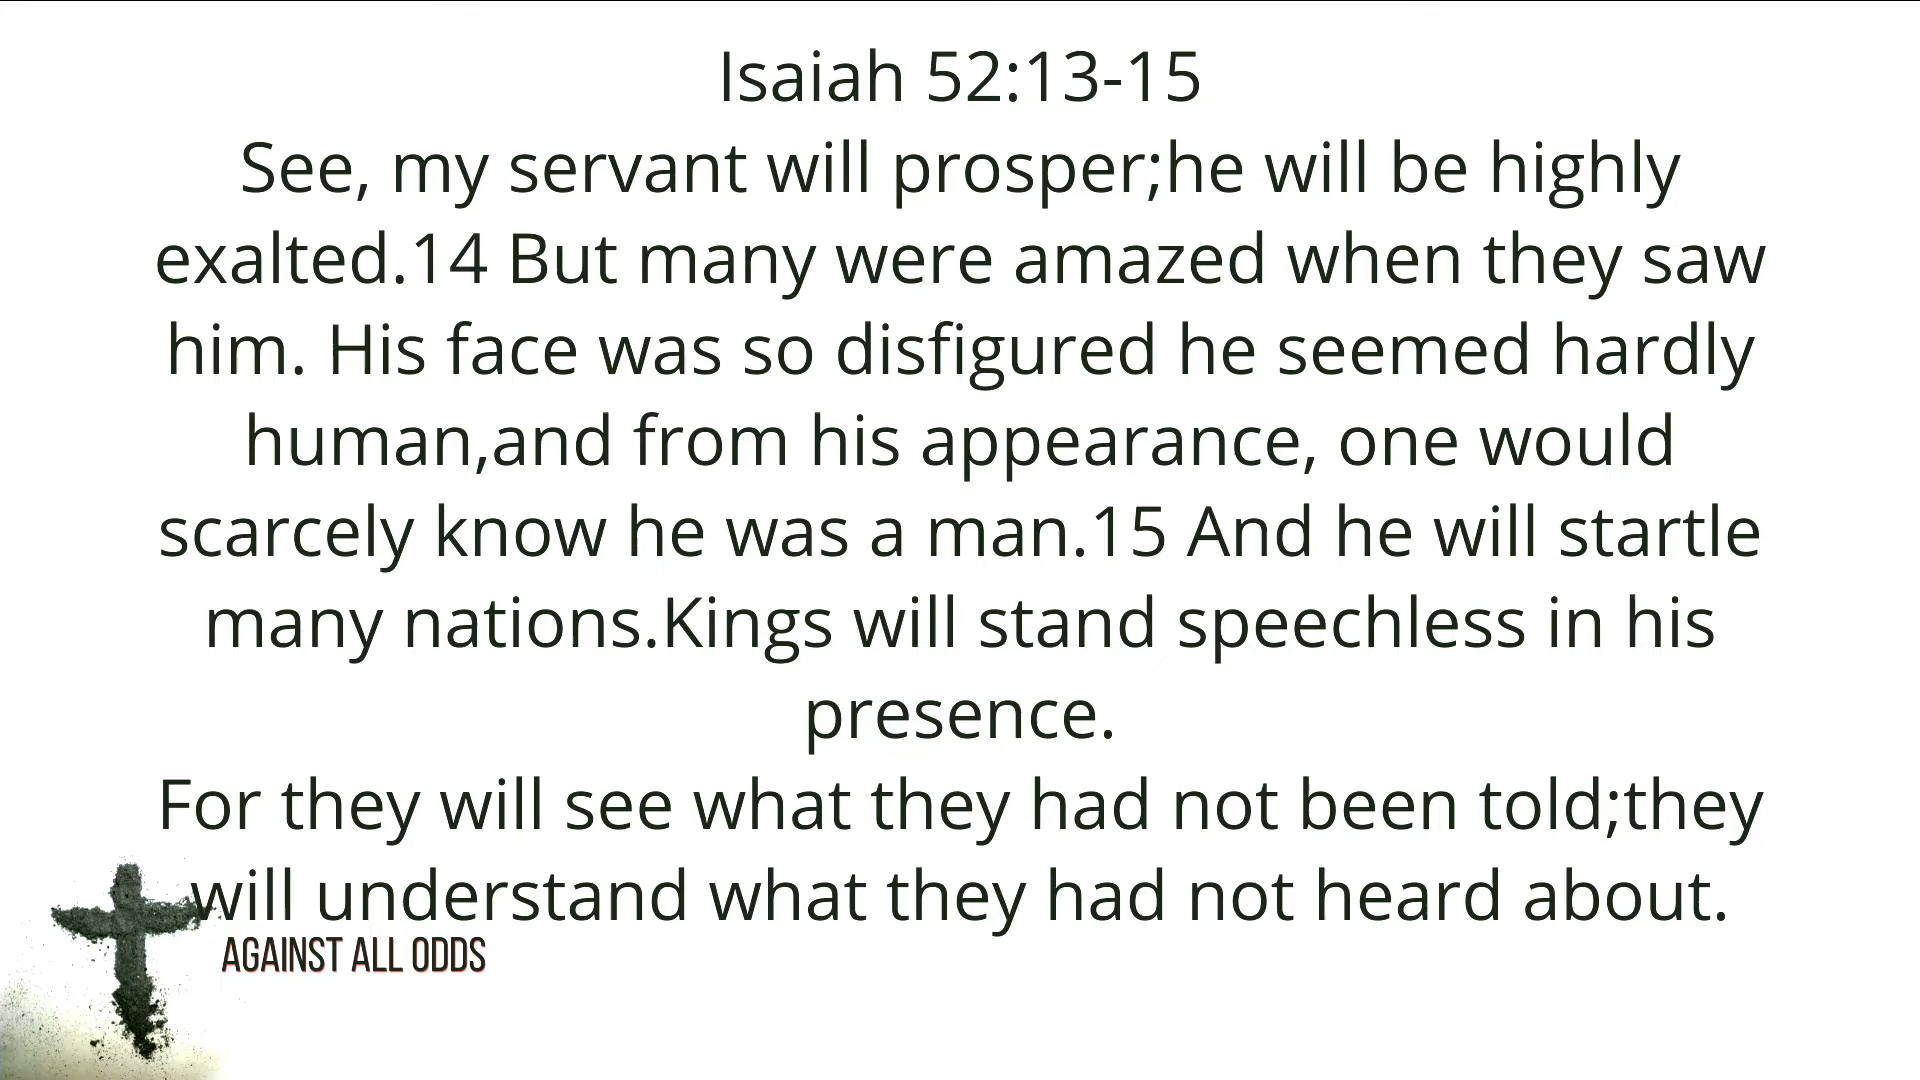 Isaiah 52:13-15
See, my servant will prosper;he will be highly
exalted.14 But many were amazed when they saw
him. His face was so disfigured he seemed hardly
human,and from his appearance, one would
scarcely know he was a man.15 And he will startle
many nations.Kings will stand speechless in his
presence.
For they will see what they had not been told;they
will understand what they had not heard about.
AGAINST ALL ODDS